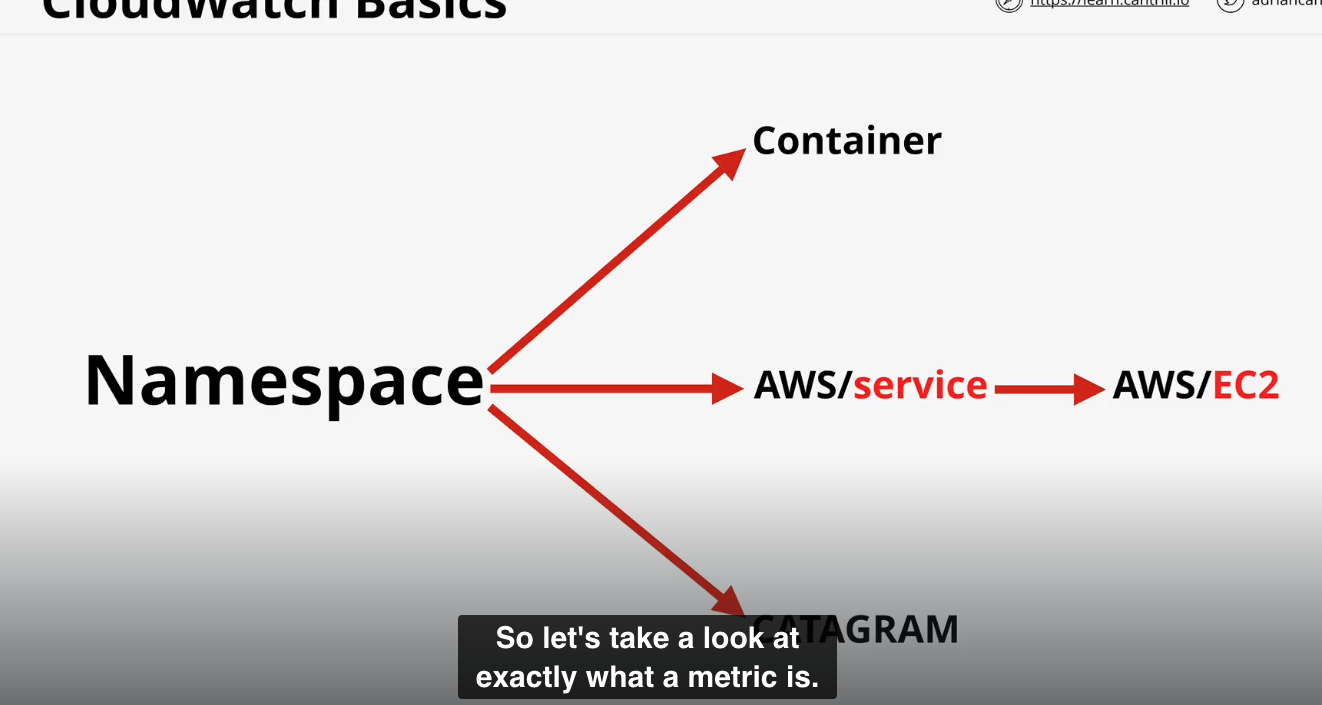 CloudWatch Basics
https://learn.cantrill.io
adriancan
Container
Namespace
AWS/service
AWS/EC2
CATAGRAM
So let's take a look at
exactly what a metric is.